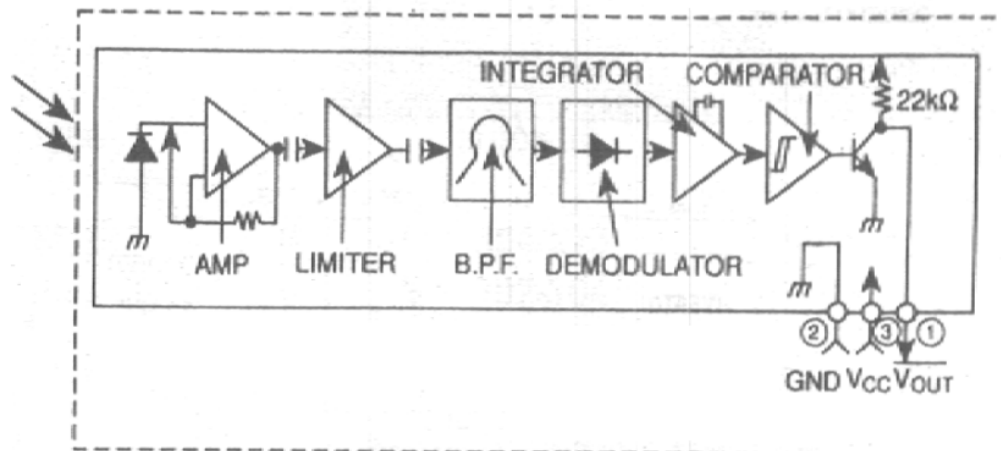 INTEGRATOR COMPARATOR
22kΩ
AMP LIMITER B.P.F. DEMODULATOR
② ③ ①
GND VCC VOUT